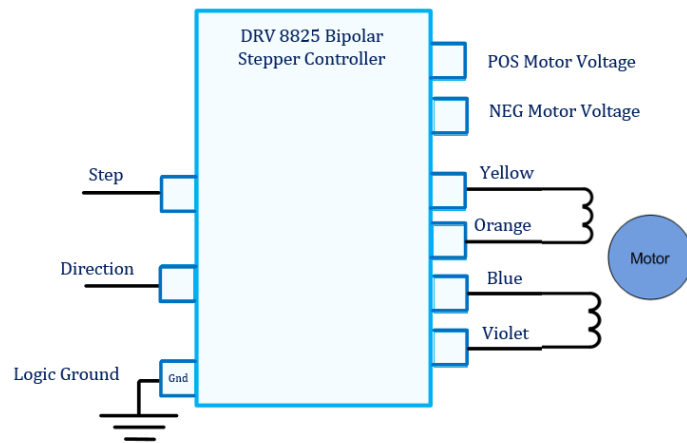 DRV 8825 Bipolar
Stepper Controller
POS Motor Voltage
NEG Motor Voltage
Step
Yellow
Orange
Direction
Blue
Violet
Logic Ground
Gnd
Motor